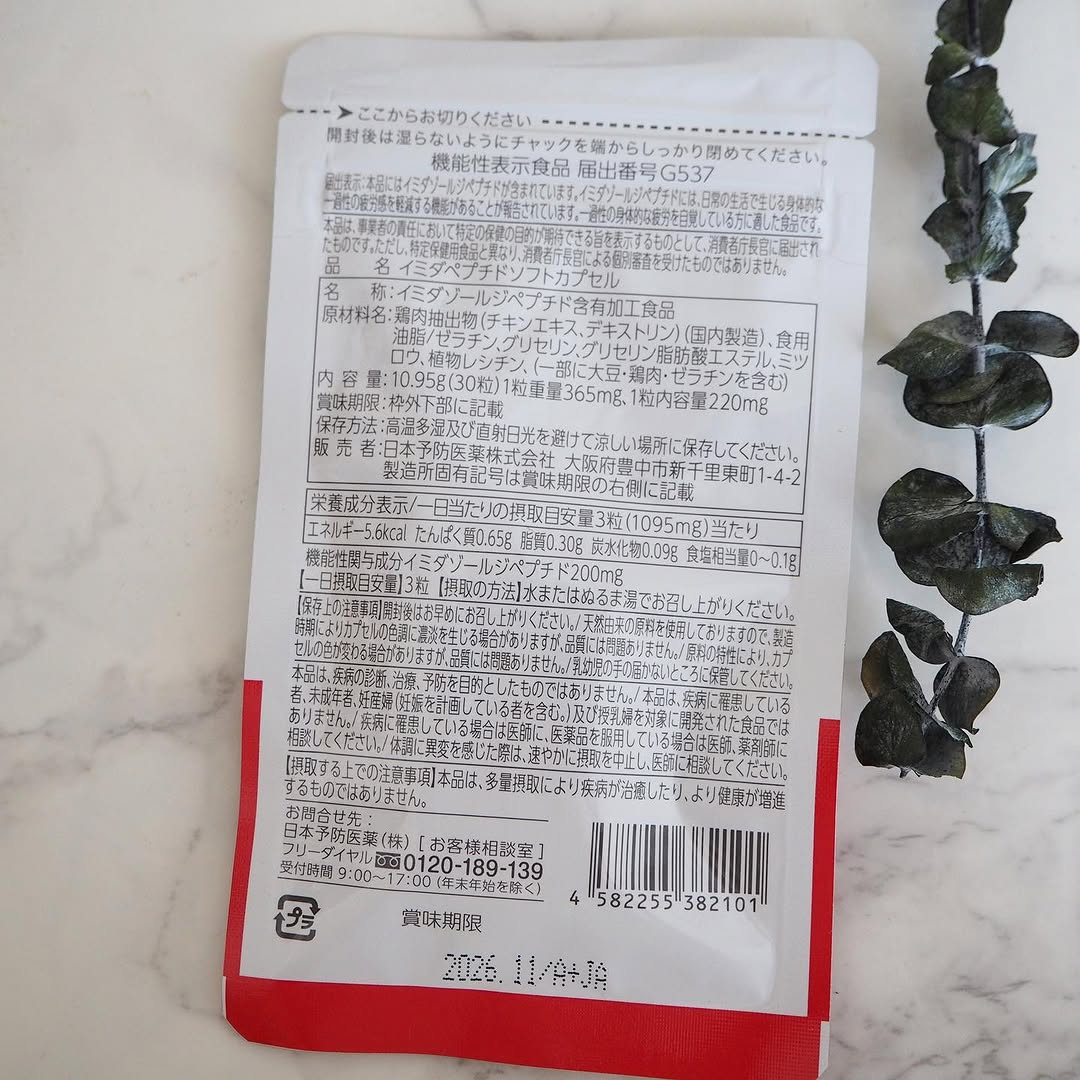 ここからお切りください
開封後は湿らないようにチャックを端からしっかり閉めてください。
機能性表示食品 届出番号G537
届出表示:本品にはイミダゾールジペプチドが含まれています。イミダゾールジペプチドには、日常の生活で生じる身体的な
一過性の疲労感を軽減する機能があることが報告されています。一過性の身体的な疲労を自覚している方に適した食品です。
本品は、事業者の責任において特定の保健の目的が期待できる旨を表示するものとして、消費者庁長官に届出され
たものです。ただし、特定保健用食品と異なり、消費者庁長官による個別審査を受けたものではありません。
品 名 イミダペプチドソフトカプセル
名 称:イミダゾールジペプチド含有加工食品
原材料名:鶏肉抽出物(チキンエキス、デキストリン)(国内製造)、食用
油脂/ゼラチン、グリセリン、グリセリン脂肪酸エステル、ミツ
ロウ、植物レシチン、(一部に大豆・鶏肉・ゼラチンを含む)
内 容 量:10.95g(30粒)1粒重量365mg、1粒内容量220mg
賞味期限:枠外下部に記載
保存方法:高温多湿及び直射日光を避けて涼しい場所に保存してください。
販 売 者:日本予防医薬株式会社 大阪府豊中市新千里東町1-4-2
製造所固有記号は賞味期限の右側に記載
栄養成分表示/一日当たりの摂取目安量3粒(1095mg)当たり
エネルギー5.6kcal たんぱく質0.65g 脂質0.30g 炭水化物0.09g 食塩相当量0～0.1g
機能性関与成分イミダゾールジペプチド200mg
【一日摂取目安量】3粒 【摂取の方法】水またはぬるま湯でお召し上がりください。
【保存上の注意事項】開封後はお早めにお召し上がりください。/天然由来の原料を使用しておりますので、製造
時期によりカプセルの色調に濃淡を生じる場合がありますが、品質には問題ありません。/原料の特性により、カプ
セルの色が変わる場合がありますが、品質には問題ありません。/乳幼児の手の届かないところに保管してください。
本品は、疾病の診断、治療、予防を目的としたものではありません。/本品は、疾病に罹患している
者、未成年者、妊産婦(妊娠を計画している者を含む。)及び授乳婦を対象に開発された食品では
ありません。/疾病に罹患している場合は医師に、医薬品を服用している場合は医師、薬剤師に
相談してください。/体調に異変を感じた際は、速やかに摂取を中止し、医師に相談してください。
【摂取する上での注意事項】本品は、多量摂取により疾病が治癒したり、より健康が増進
するものではありません。
お問合せ先:
日本予防医薬(株)[お客様相談室]
フリーダイヤル 0120-189-139
受付時間 9:00～17:00(年末年始を除く)
4 582255 382101
プラ
賞味期限
2026.11/A+JA